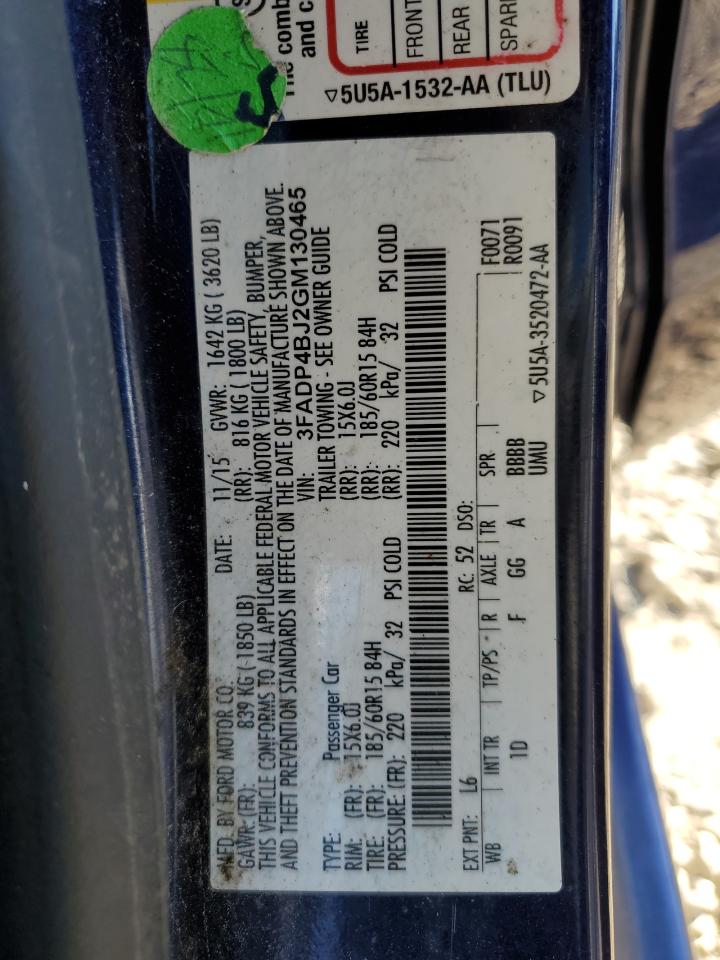 The comb
and c
TIRE
FRONT
REAR
SPAR
▽5U5A-1532-AA (TLU)
MFD. BY FORD MOTOR CO. DATE: 11/15 GVWR: 1642 KG ( 3620 LB)
GAWR: (FR): 839 KG ( 1850 LB) (RR): 816 KG ( 1800 LB)
THIS VEHICLE CONFORMS TO ALL APPLICABLE FEDERAL MOTOR VEHICLE SAFETY, BUMPER,
AND THEFT PREVENTION STANDARDS IN EFFECT ON THE DATE OF MANUFACTURE SHOWN ABOVE.
VIN: 3FADP4BJ2GM130465
TYPE: Passenger Car TRAILER TOWING - SEE OWNER GUIDE
RIM: (FR): 15X6.0J (RR): 15X6.0J
TIRE: (FR): 185/60R15 84H (RR): 185/60R15 84H
PRESSURE: (FR): 220 kPa/ 32 PSI COLD (RR): 220 kPa/ 32 PSI COLD
EXT PNT: L6 RC: 52 DSO:
WB INT TR TP/PS R AXLE TR SPR F0071
1D F GG A BBBB R0091
UMU
▽5U5A-3520472-AA